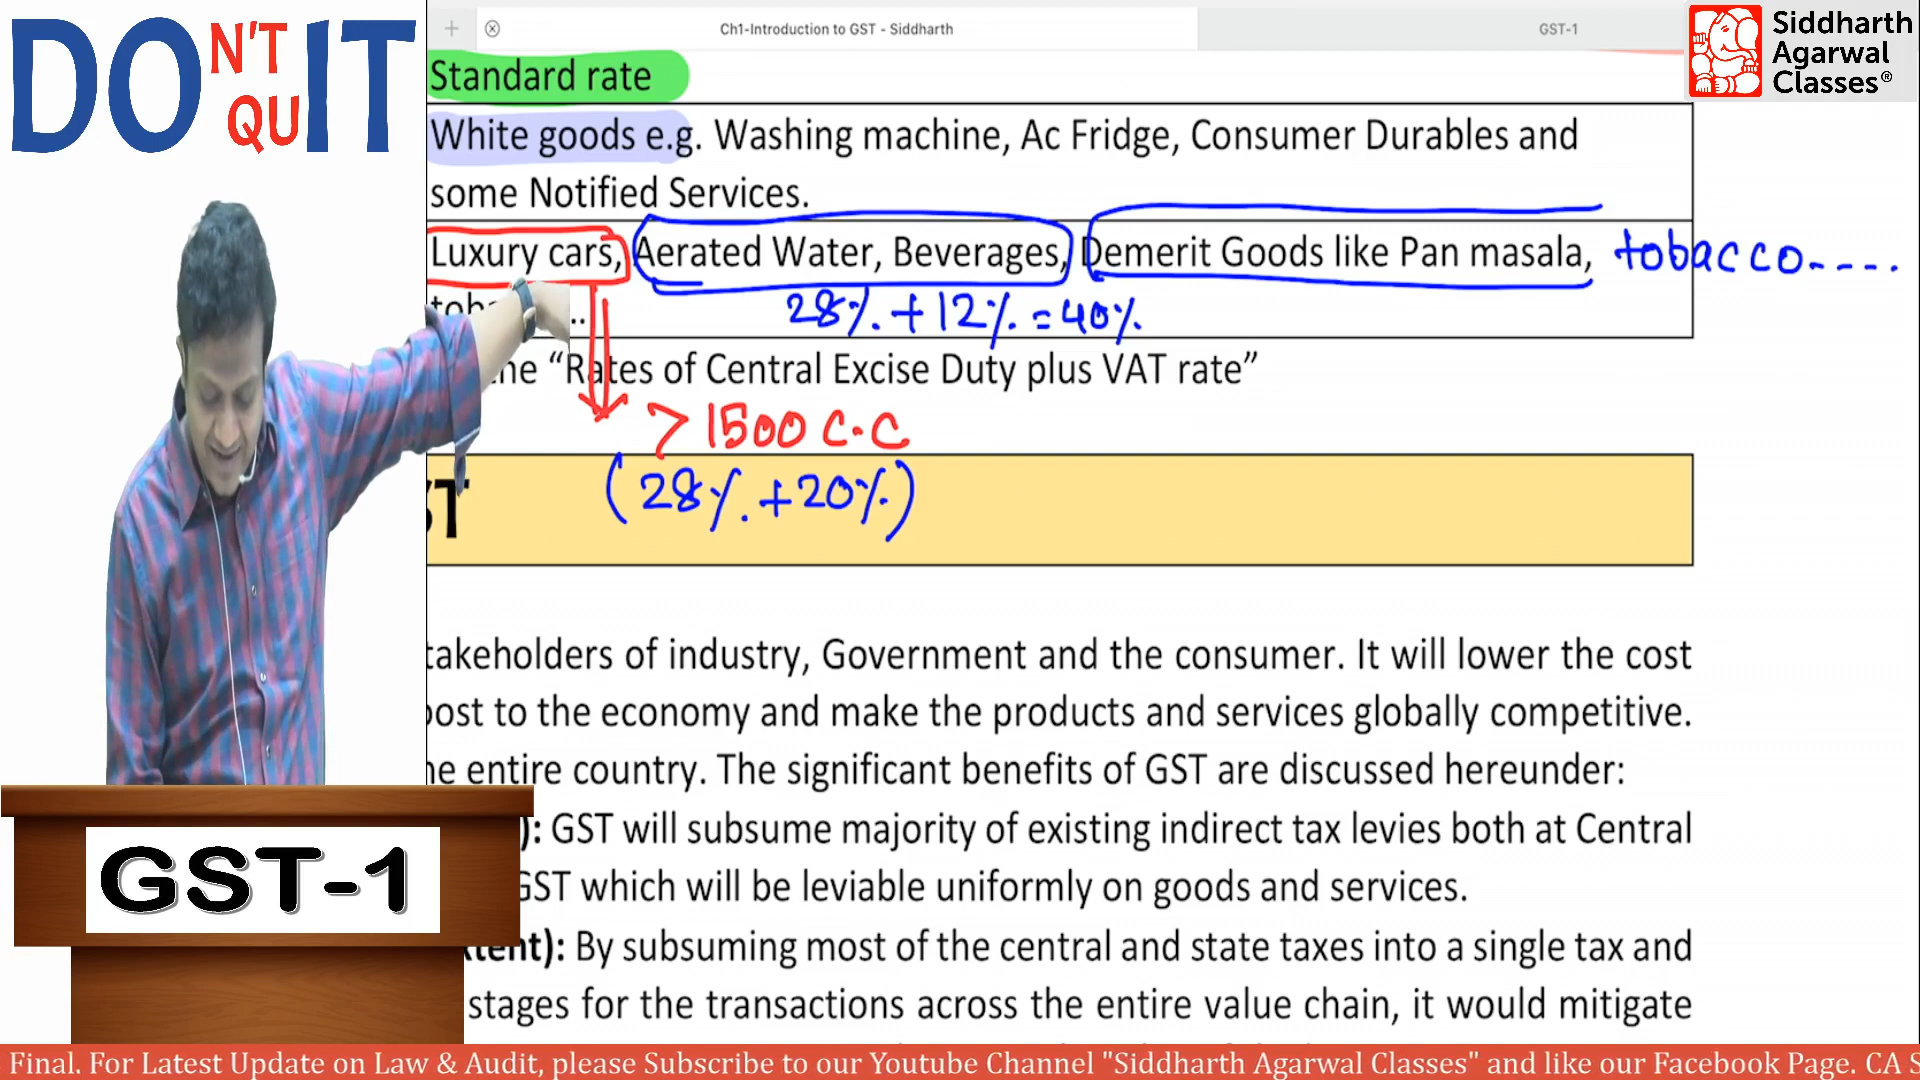 DON'T QUIT
Ch1-Introduction to GST - Siddharth
GST-1
Siddharth
Agarwal
Classes®
Standard rate
White goods e.g. Washing machine, Ac Fridge, Consumer Durables and
some Notified Services.
Luxury cars, Aerated Water, Beverages, Demerit Goods like Pan masala, tobacco....
28% + 12% = 40%
"Rates of Central Excise Duty plus VAT rate"
> 1500 C.C
(28% + 20%)
takeholders of industry, Government and the consumer. It will lower the cost
ost to the economy and make the products and services globally competitive.
he entire country. The significant benefits of GST are discussed hereunder:
): GST will subsume majority of existing indirect tax levies both at Central
GST which will be leviable uniformly on goods and services.
xtent): By subsuming most of the central and state taxes into a single tax and
stages for the transactions across the entire value chain, it would mitigate
GST-1
Final. For Latest Update on Law & Audit, please Subscribe to our Youtube Channel "Siddharth Agarwal Classes" and like our Facebook Page. CA S